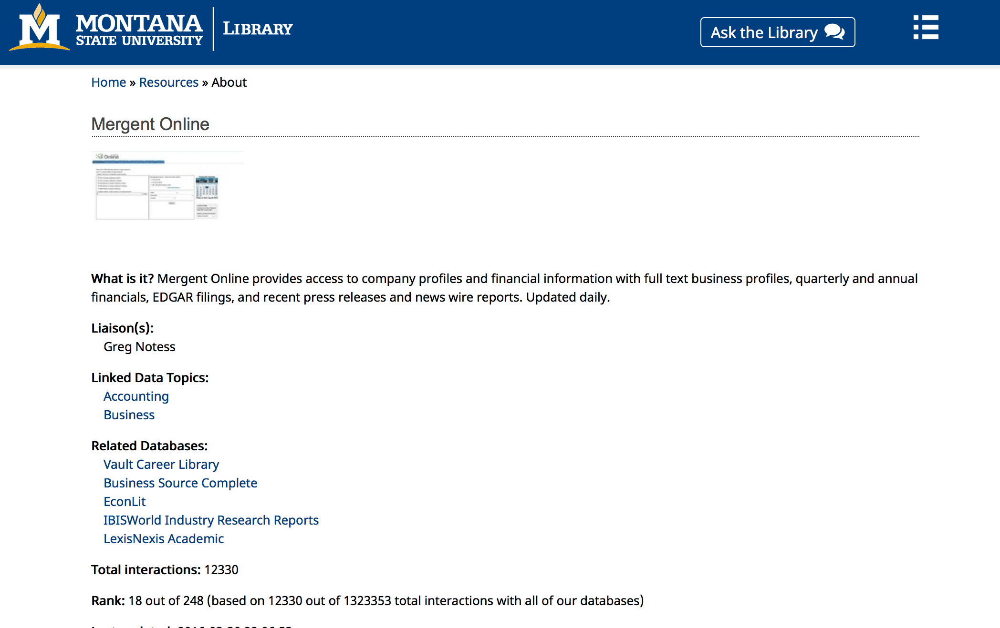 MONTANA
STATE UNIVERSITY
LIBRARY
Ask the Library
Home » Resources » About
Mergent Online
Online
What is it? Mergent Online provides access to company profiles and financial information with full text business profiles, quarterly and annual
financials, EDGAR filings, and recent press releases and news wire reports. Updated daily.
Liaison(s):
Greg Notess
Linked Data Topics:
Accounting
Business
Related Databases:
Vault Career Library
Business Source Complete
EconLit
IBISWorld Industry Research Reports
LexisNexis Academic
Total interactions: 12330
Rank: 18 out of 248 (based on 12330 out of 1323353 total interactions with all of our databases)